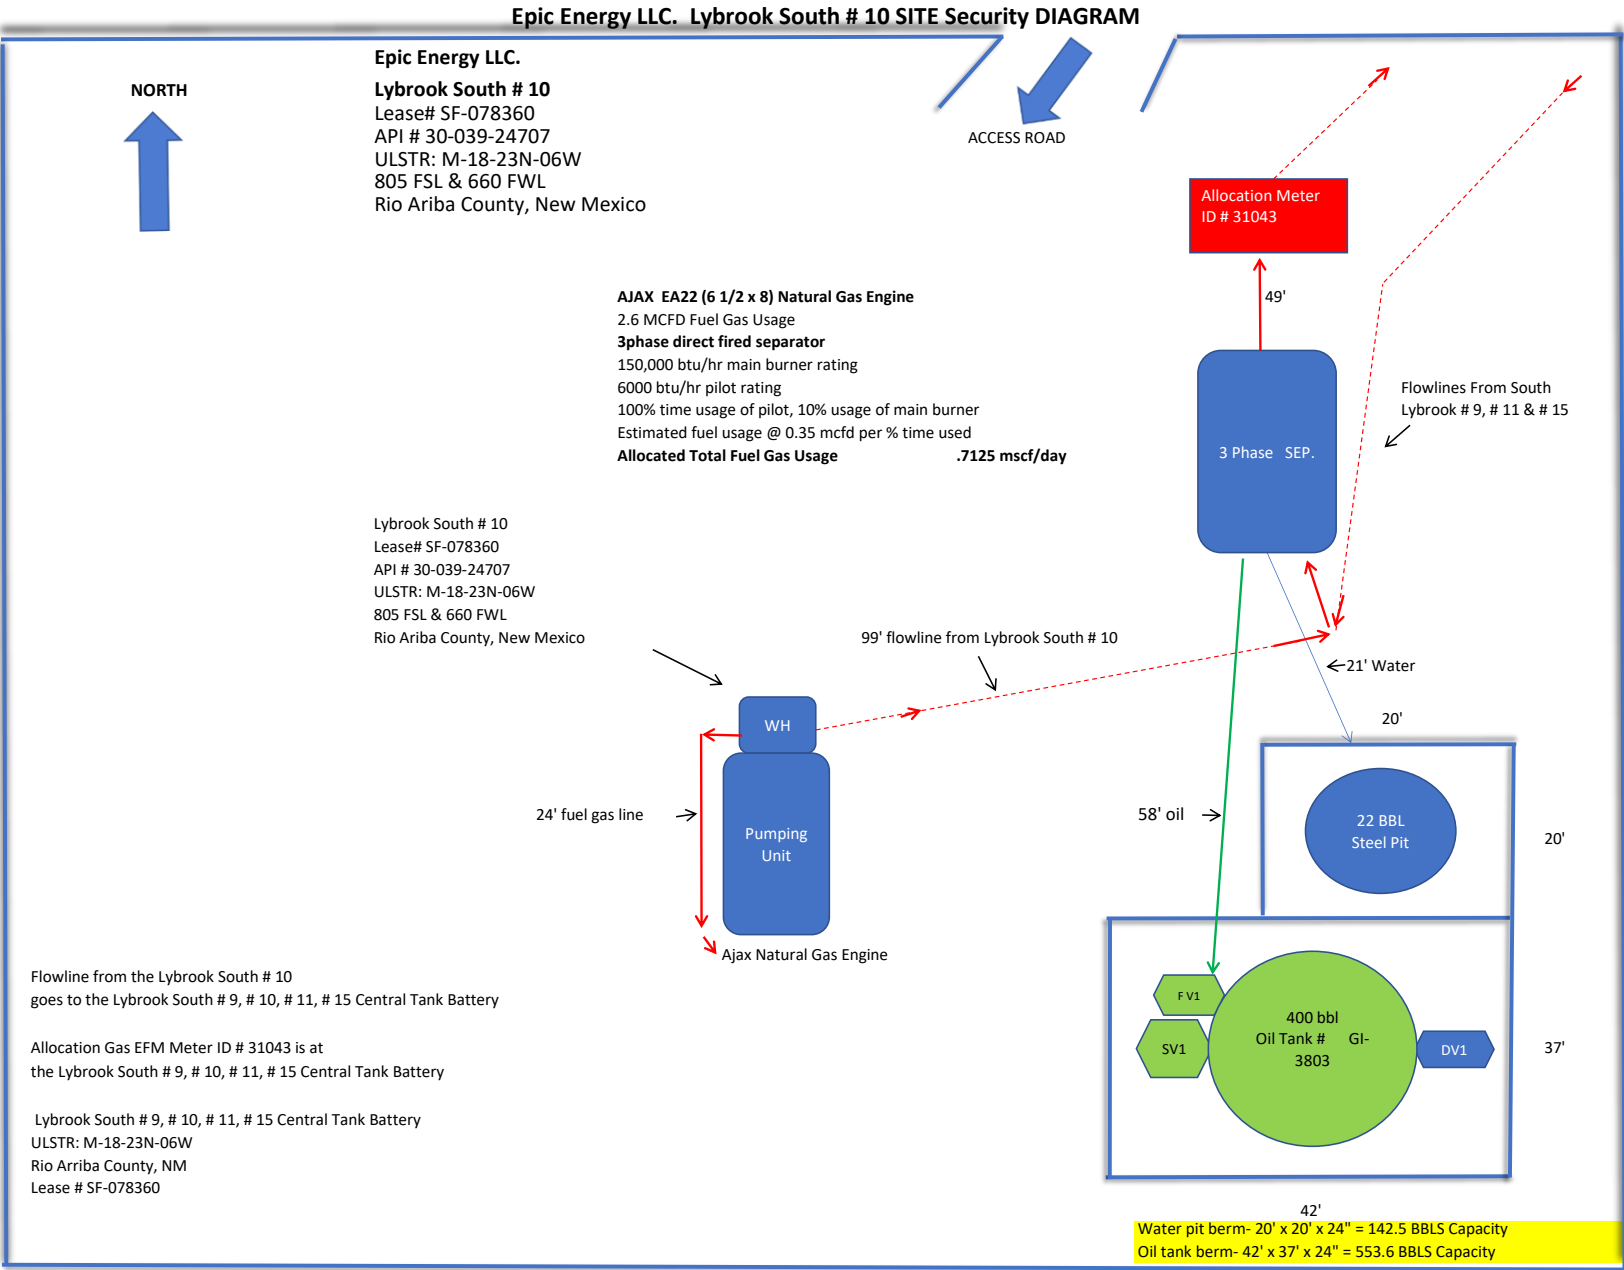 Epic Energy LLC.  Lybrook South # 10 SITE Security DIAGRAM
Epic Energy LLC.
Lybrook South # 10
Lease# SF-078360
API # 30-039-24707
ULSTR: M-18-23N-06W
805 FSL & 660 FWL
Rio Ariba County, New Mexico
NORTH
ACCESS ROAD
Allocation Meter
ID # 31043
49'
AJAX  EA22 (6 1/2 x 8) Natural Gas Engine
2.6 MCFD Fuel Gas Usage
3phase direct fired separator
150,000 btu/hr main burner rating
6000 btu/hr pilot rating
100% time usage of pilot, 10% usage of main burner
Estimated fuel usage @ 0.35 mcfd per % time used
Allocated Total Fuel Gas Usage .7125 mscf/day
3 Phase   SEP.
Flowlines From South
Lybrook # 9, # 11 & # 15
Lybrook South # 10
Lease# SF-078360
API # 30-039-24707
ULSTR: M-18-23N-06W
805 FSL & 660 FWL
Rio Ariba County, New Mexico
99' flowline from Lybrook South # 10
21' Water
WH
20'
24' fuel gas line
Pumping
Unit
58' oil
22 BBL
Steel Pit
20'
Ajax Natural Gas Engine
Flowline from the Lybrook South # 10
goes to the Lybrook South # 9, # 10, # 11, # 15 Central Tank Battery
Allocation Gas EFM Meter ID # 31043 is at
the Lybrook South # 9, # 10, # 11, # 15 Central Tank Battery
Lybrook South # 9, # 10, # 11, # 15 Central Tank Battery
ULSTR: M-18-23N-06W
Rio Arriba County, NM
Lease # SF-078360
F V1
SV1
400 bbl
Oil Tank #     GI-
3803
DV1
37'
42'
Water pit berm- 20' x 20' x 24" = 142.5 BBLS Capacity
Oil tank berm- 42' x 37' x 24" = 553.6 BBLS Capacity